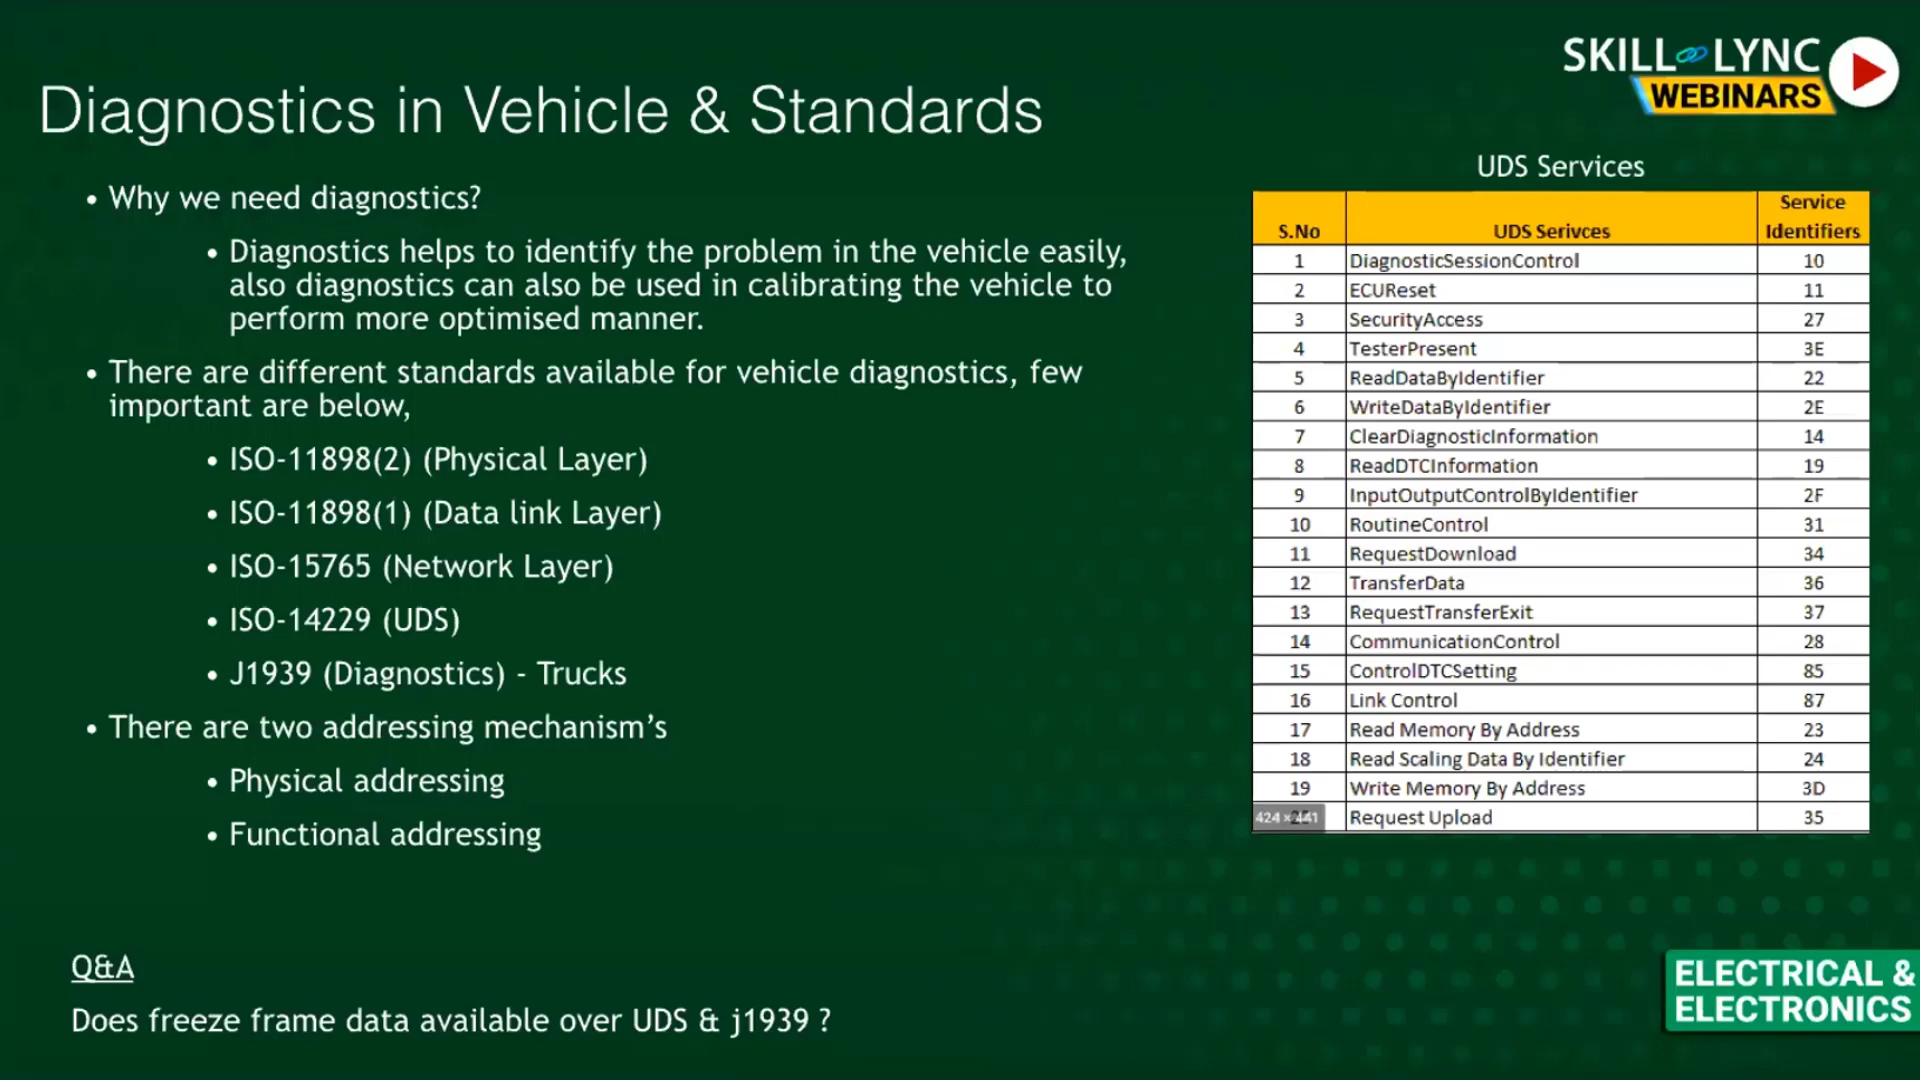 SKILL LYNC
WEBINARS
Diagnostics in Vehicle & Standards
• Why we need diagnostics?
• Diagnostics helps to identify the problem in the vehicle easily,
also diagnostics can also be used in calibrating the vehicle to
perform more optimised manner.
• There are different standards available for vehicle diagnostics, few
important are below,
• ISO-11898(2) (Physical Layer)
• ISO-11898(1) (Data link Layer)
• ISO-15765 (Network Layer)
• ISO-14229 (UDS)
• J1939 (Diagnostics) - Trucks
• There are two addressing mechanism’s
• Physical addressing
• Functional addressing
Q&A
Does freeze frame data available over UDS & j1939 ?
UDS Services
S.No UDS Serivces Service Identifiers
1 DiagnosticSessionControl 10
2 ECUReset 11
3 SecurityAccess 27
4 TesterPresent 3E
5 ReadDataByIdentifier 22
6 WriteDataByIdentifier 2E
7 ClearDiagnosticInformation 14
8 ReadDTCInformation 19
9 InputOutputControlByIdentifier 2F
10 RoutineControl 31
11 RequestDownload 34
12 TransferData 36
13 RequestTransferExit 37
14 CommunicationControl 28
15 ControlDTCSetting 85
16 Link Control 87
17 Read Memory By Address 23
18 Read Scaling Data By Identifier 24
19 Write Memory By Address 3D
424 × 441 Request Upload 35
ELECTRICAL &
ELECTRONICS